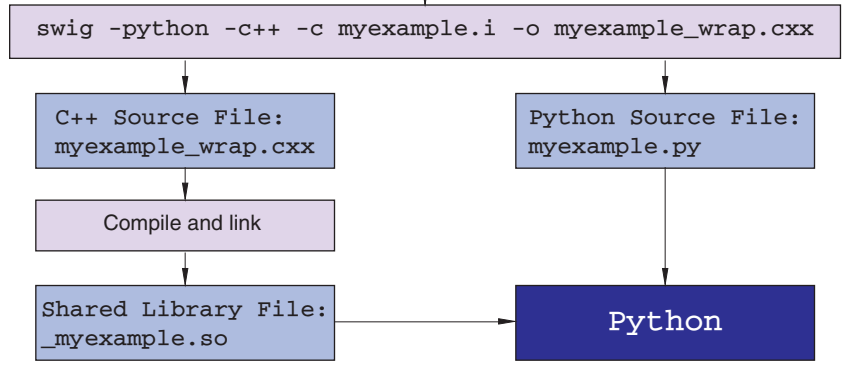 swig -python -c++ -c myexample.i -o myexample_wrap.cxx
C++ Source File:
myexample_wrap.cxx
Python Source File:
myexample.py
Compile and link
Shared Library File:
_myexample.so
Python